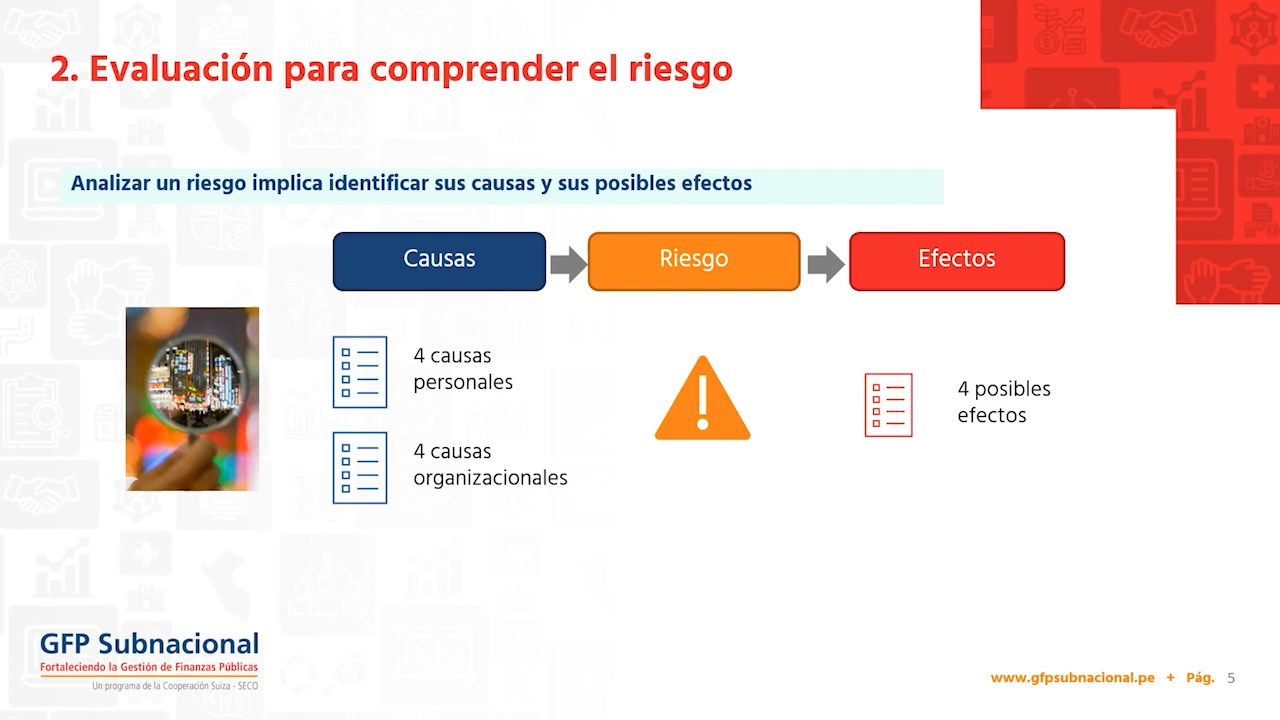 2. Evaluación para comprender el riesgo
Analizar un riesgo implica identificar sus causas y sus posibles efectos
Causas
Riesgo
Efectos
4 causas
personales
4 causas
organizacionales
4 posibles
efectos
GFP Subnacional
Fortaleciendo la Gestión de Finanzas Públicas
Un programa de la Cooperación Suiza - SECO
www.gfpsubnacional.pe + Pág. 5